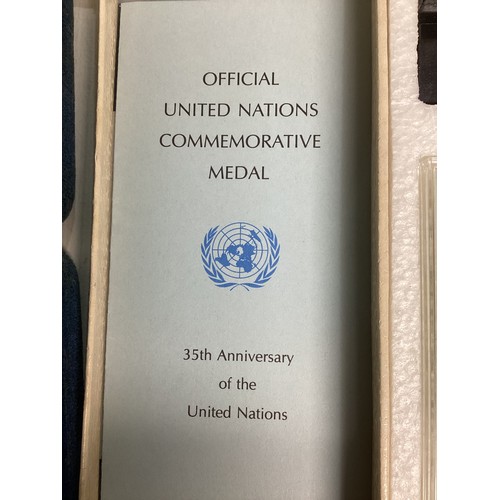 OFFICIAL
UNITED NATIONS
COMMEMORATIVE
MEDAL
35th Anniversary
of the
United Nations